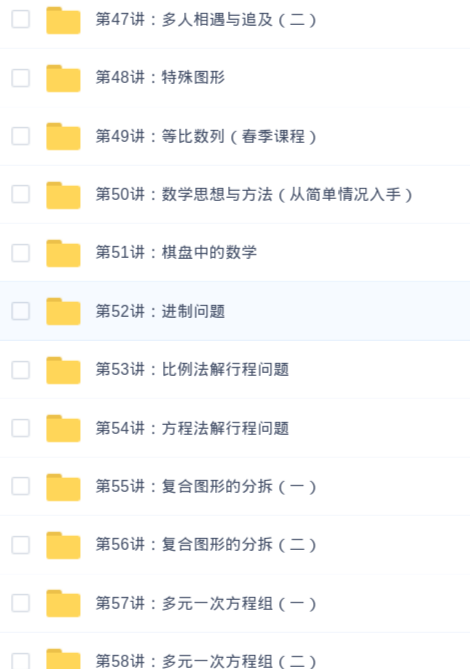 第47讲：多人相遇与追及（二）
第48讲：特殊图形
第49讲：等比数列（春季课程）
第50讲：数学思想与方法（从简单情况入手）
第51讲：棋盘中的数学
第52讲：进制问题
第53讲：比例法解行程问题
第54讲：方程法解行程问题
第55讲：复合图形的分拆（一）
第56讲：复合图形的分拆（二）
第57讲：多元一次方程组（一）
第58讲：多元一次方程组（二）